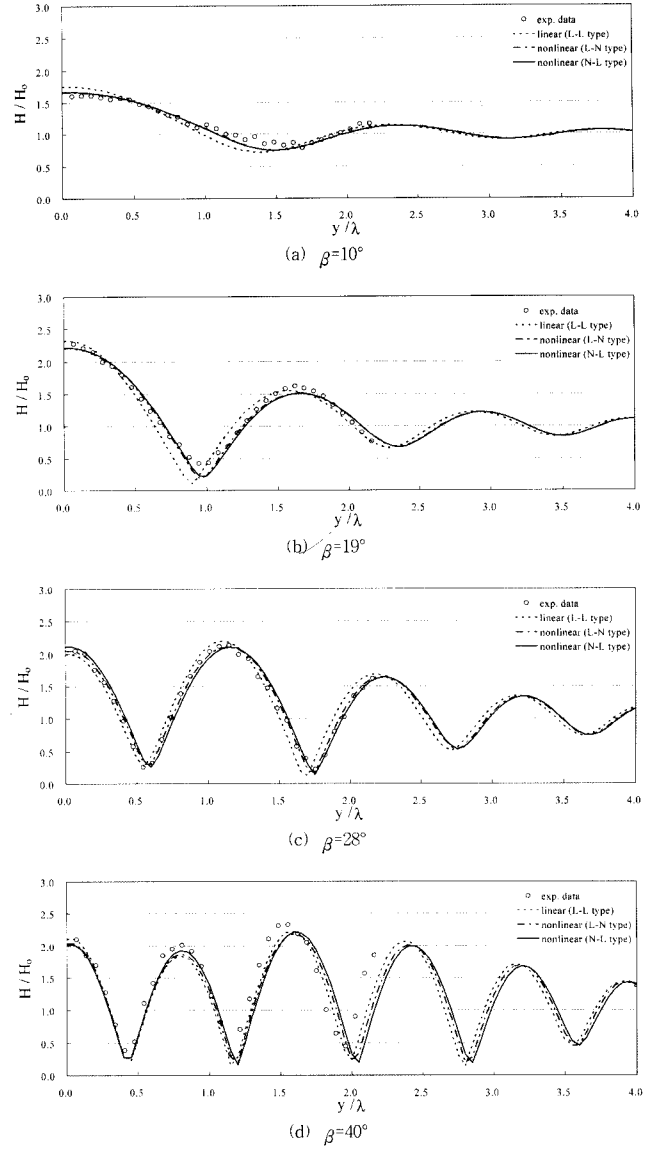 3.0
2.5
2.0
1.5
1.0
0.5
0.0
H / Ho
exp. data
linear (L-L type)
nonlinear (L-N type)
nonlinear (N-L type)
0.0 0.5 1.0 1.5 2.0 2.5 3.0 3.5 4.0
y/λ
(a) β=10°
3.0
2.5
2.0
1.5
1.0
0.5
0.0
H / Ho
exp. data
linear (L-L type)
nonlinear (L-N type)
nonlinear (N-L type)
0.0 0.5 1.0 1.5 2.0 2.5 3.0 3.5 4.0
y/λ
(b) β=19°
3.0
2.5
2.0
1.5
1.0
0.5
0.0
H / Ho
exp. data
linear (L-L type)
nonlinear (L-N type)
nonlinear (N-L type)
0.0 0.5 1.0 1.5 2.0 2.5 3.0 3.5 4.0
y/λ
(c) β=28°
3.0
2.5
2.0
1.5
1.0
0.5
0.0
H / Ho
exp. data
linear (L-L type)
nonlinear (L-N type)
nonlinear (N-L type)
0.0 0.5 1.0 1.5 2.0 2.5 3.0 3.5 4.0
y/λ
(d) β=40°